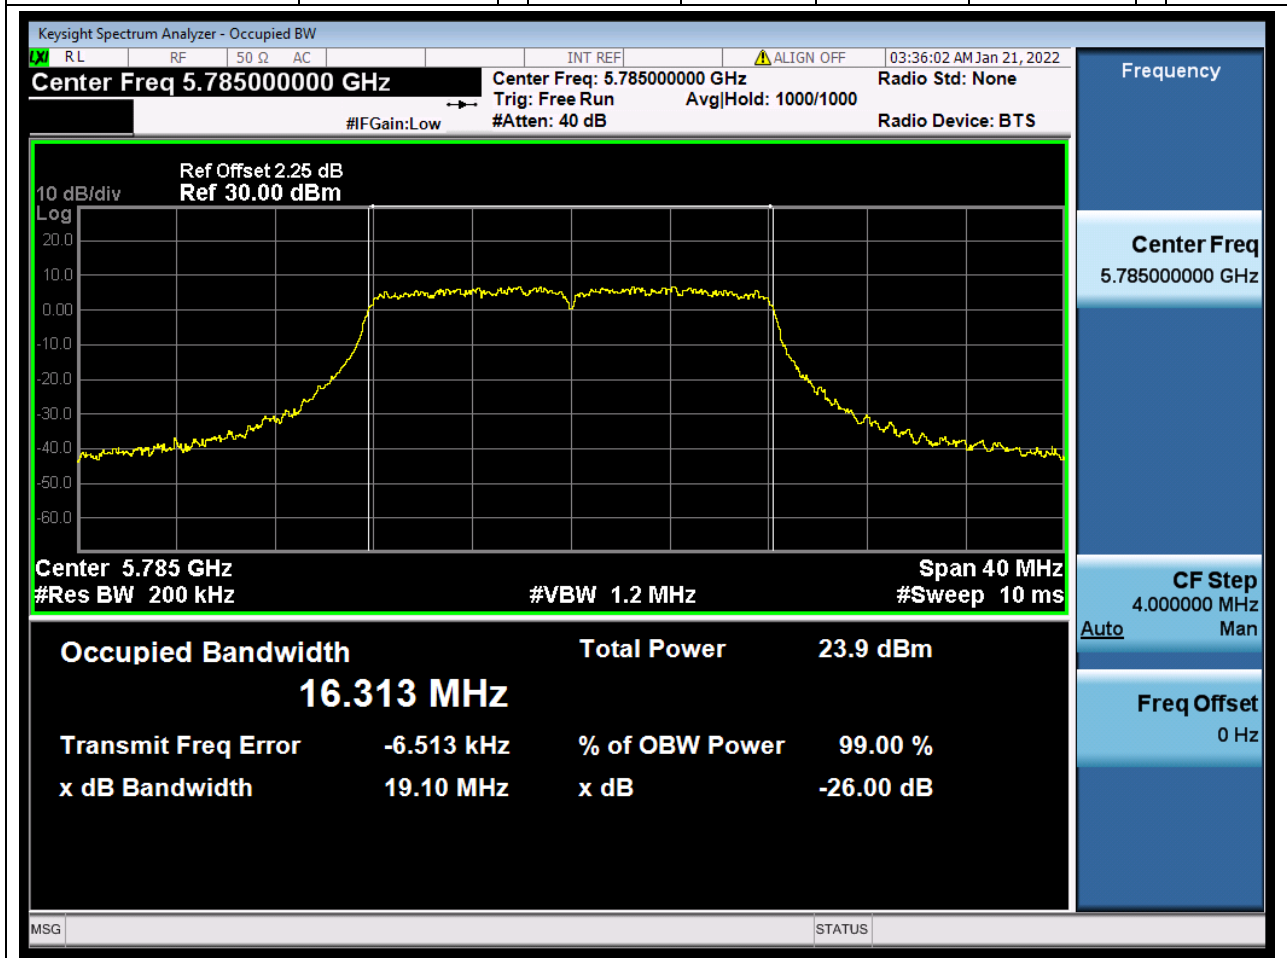 Keysight Spectrum Analyzer - Occupied BW
LXI RL RF 50 Ω AC INT REF ALIGN OFF 03:36:02 AM Jan 21, 2022
Center Freq 5.785000000 GHz
Center Freq: 5.785000000 GHz
Radio Std: None
Trig: Free Run Avg|Hold: 1000/1000
#IFGain:Low
#Atten: 40 dB
Radio Device: BTS
Ref Offset 2.25 dB
10 dB/div Ref 30.00 dBm
Log
20.0
10.0
0.00
-10.0
-20.0
-30.0
-40.0
-50.0
-60.0
Center 5.785 GHz Span 40 MHz
#Res BW 200 kHz #VBW 1.2 MHz #Sweep 10 ms
Occupied Bandwidth Total Power 23.9 dBm
16.313 MHz
Transmit Freq Error -6.513 kHz % of OBW Power 99.00 %
x dB Bandwidth 19.10 MHz x dB -26.00 dB
MSG STATUS
Frequency
Center Freq
5.785000000 GHz
CF Step
4.000000 MHz
Auto Man
Freq Offset
0 Hz